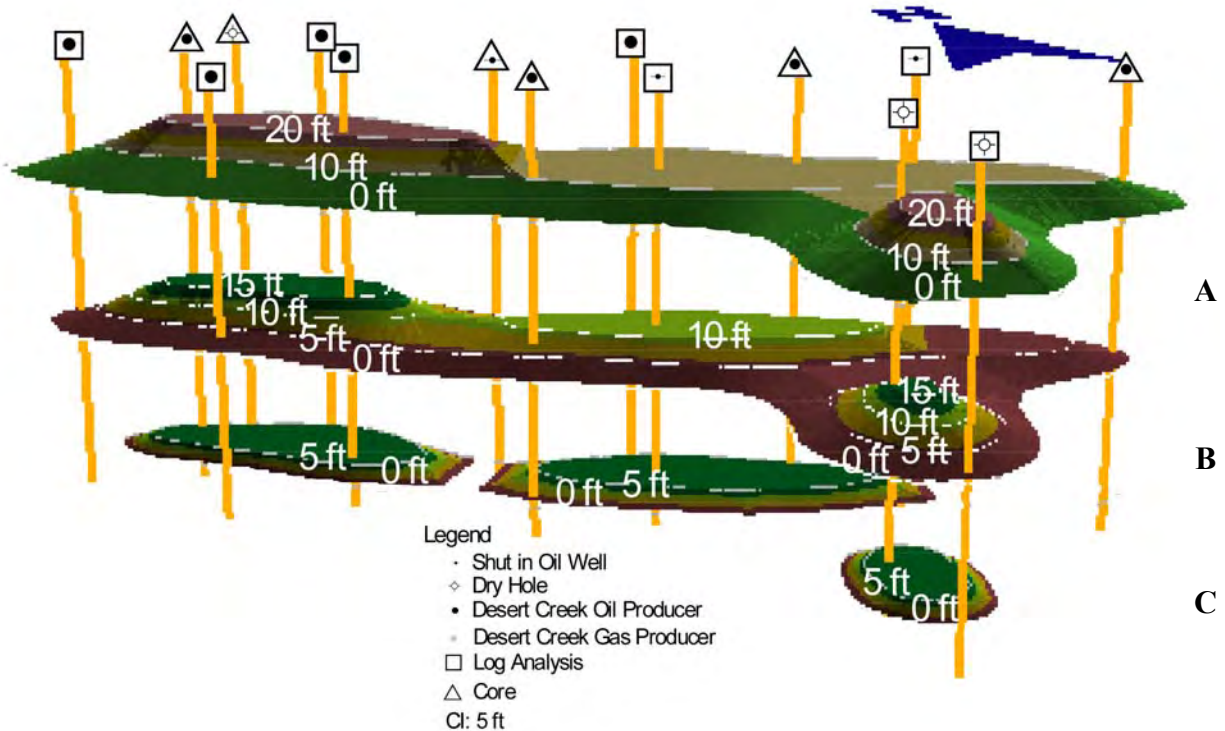 20 ft
10 ft
0 ft
20 ft
10 ft
0 ft
A
15 ft
10 ft
5 ft
0 ft
10 ft
15 ft
10 ft
5 ft
0 ft
B
5 ft
0 ft
0 ft
5 ft
5 ft
0 ft
C
Legend
Shut in Oil Well
Dry Hole
Desert Creek Oil Producer
Desert Creek Gas Producer
Log Analysis
Core
CI: 5 ft